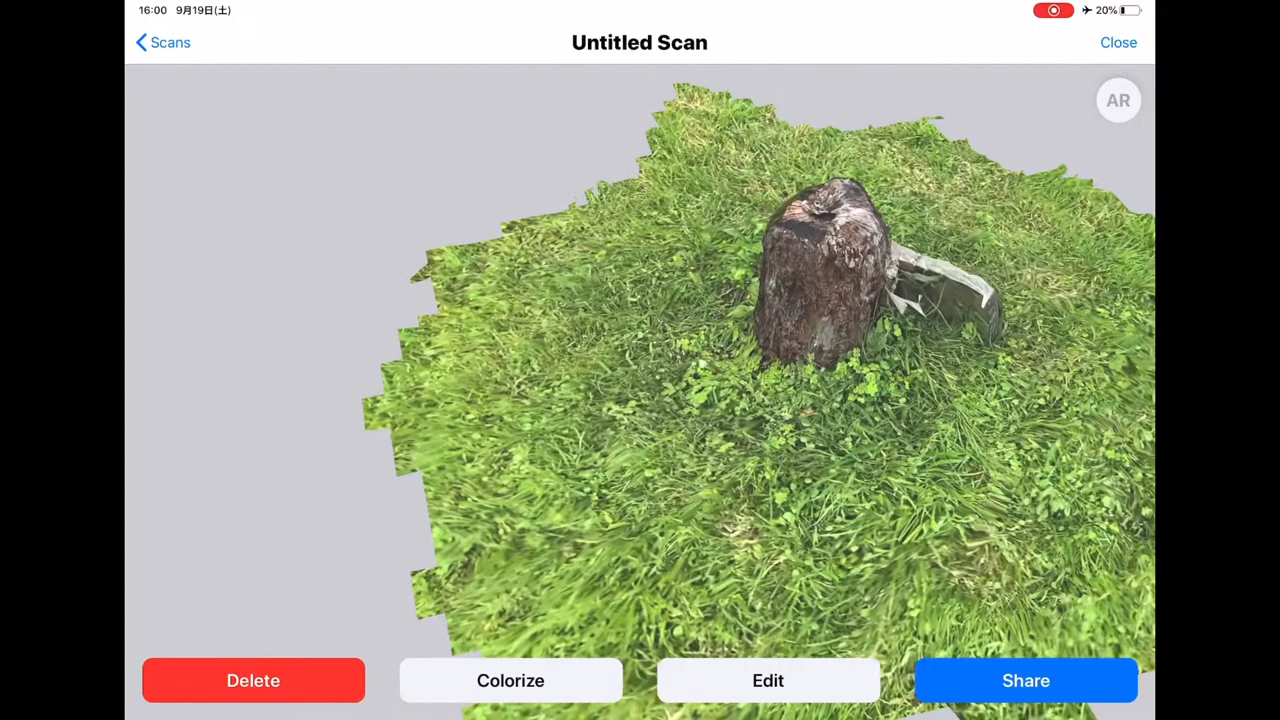 16:00 9月19日(土)
20%
Scans
Untitled Scan
Close
AR
Delete
Colorize
Edit
Share